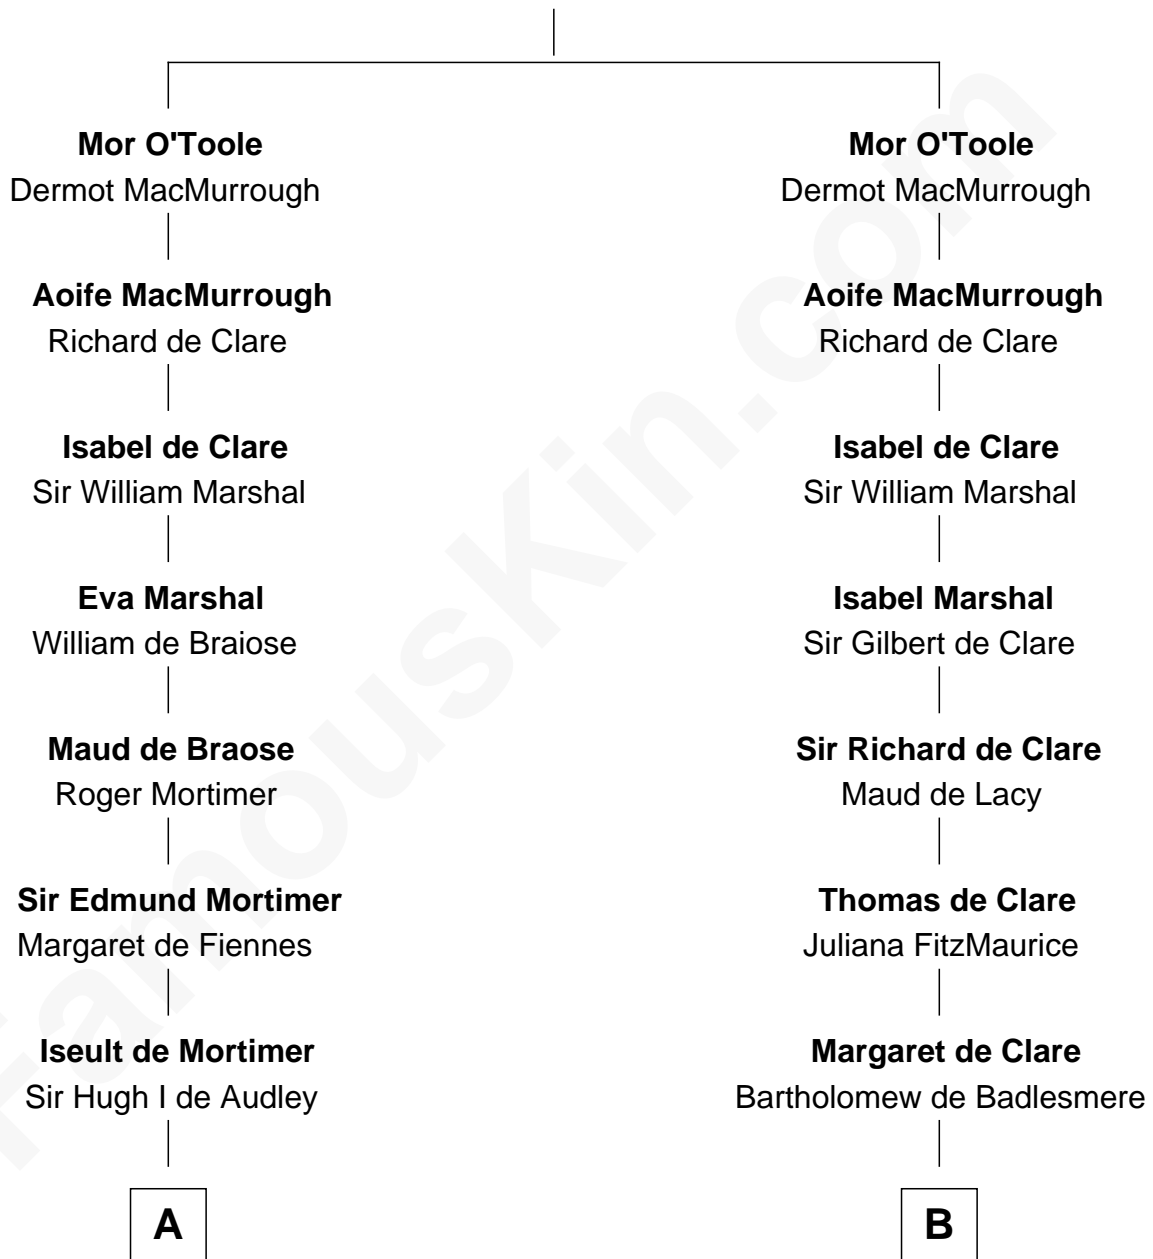 Mor O'Toole
Dermot MacMurrough
Aoife MacMurrough
Richard de Clare
Isabel de Clare
Sir William Marshal
Eva Marshal
William de Braiose
Maud de Braose
Roger Mortimer
Sir Edmund Mortimer
Margaret de Fiennes
Iseult de Mortimer
Sir Hugh I de Audley
A
Mor O'Toole
Dermot MacMurrough
Aoife MacMurrough
Richard de Clare
Isabel de Clare
Sir William Marshal
Isabel Marshal
Sir Gilbert de Clare
Sir Richard de Clare
Maud de Lacy
Thomas de Clare
Juliana FitzMaurice
Margaret de Clare
Bartholomew de Badlesmere
B
FamousKin.com